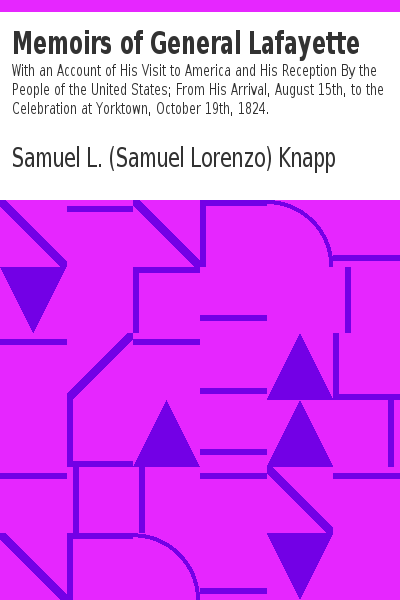 Memoirs of General Lafayette
With an Account of His Visit to America and His Reception By the
People of the United States; From His Arrival, August 15th, to the
Celebration at Yorktown, October 19th, 1824.
Samuel L. (Samuel Lorenzo) Knapp